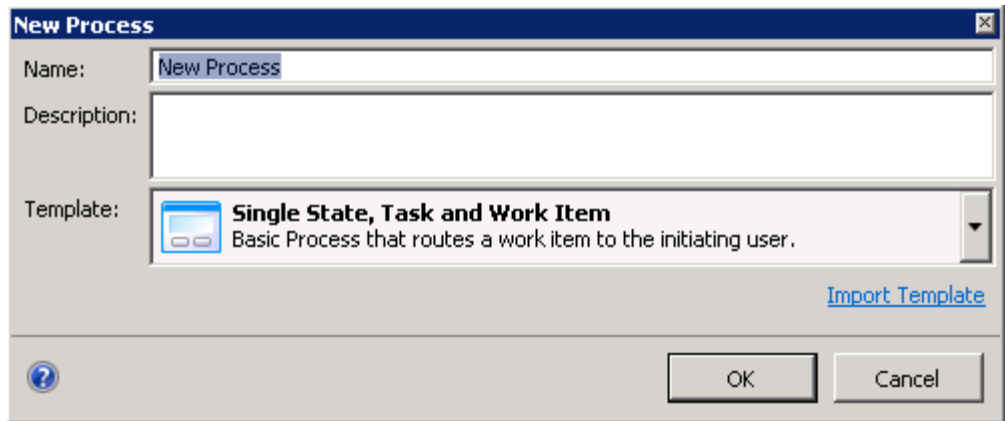 New Process
Name: New Process
Description:
Template: Single State, Task and Work Item
Basic Process that routes a work item to the initiating user.
Import Template
? OK Cancel